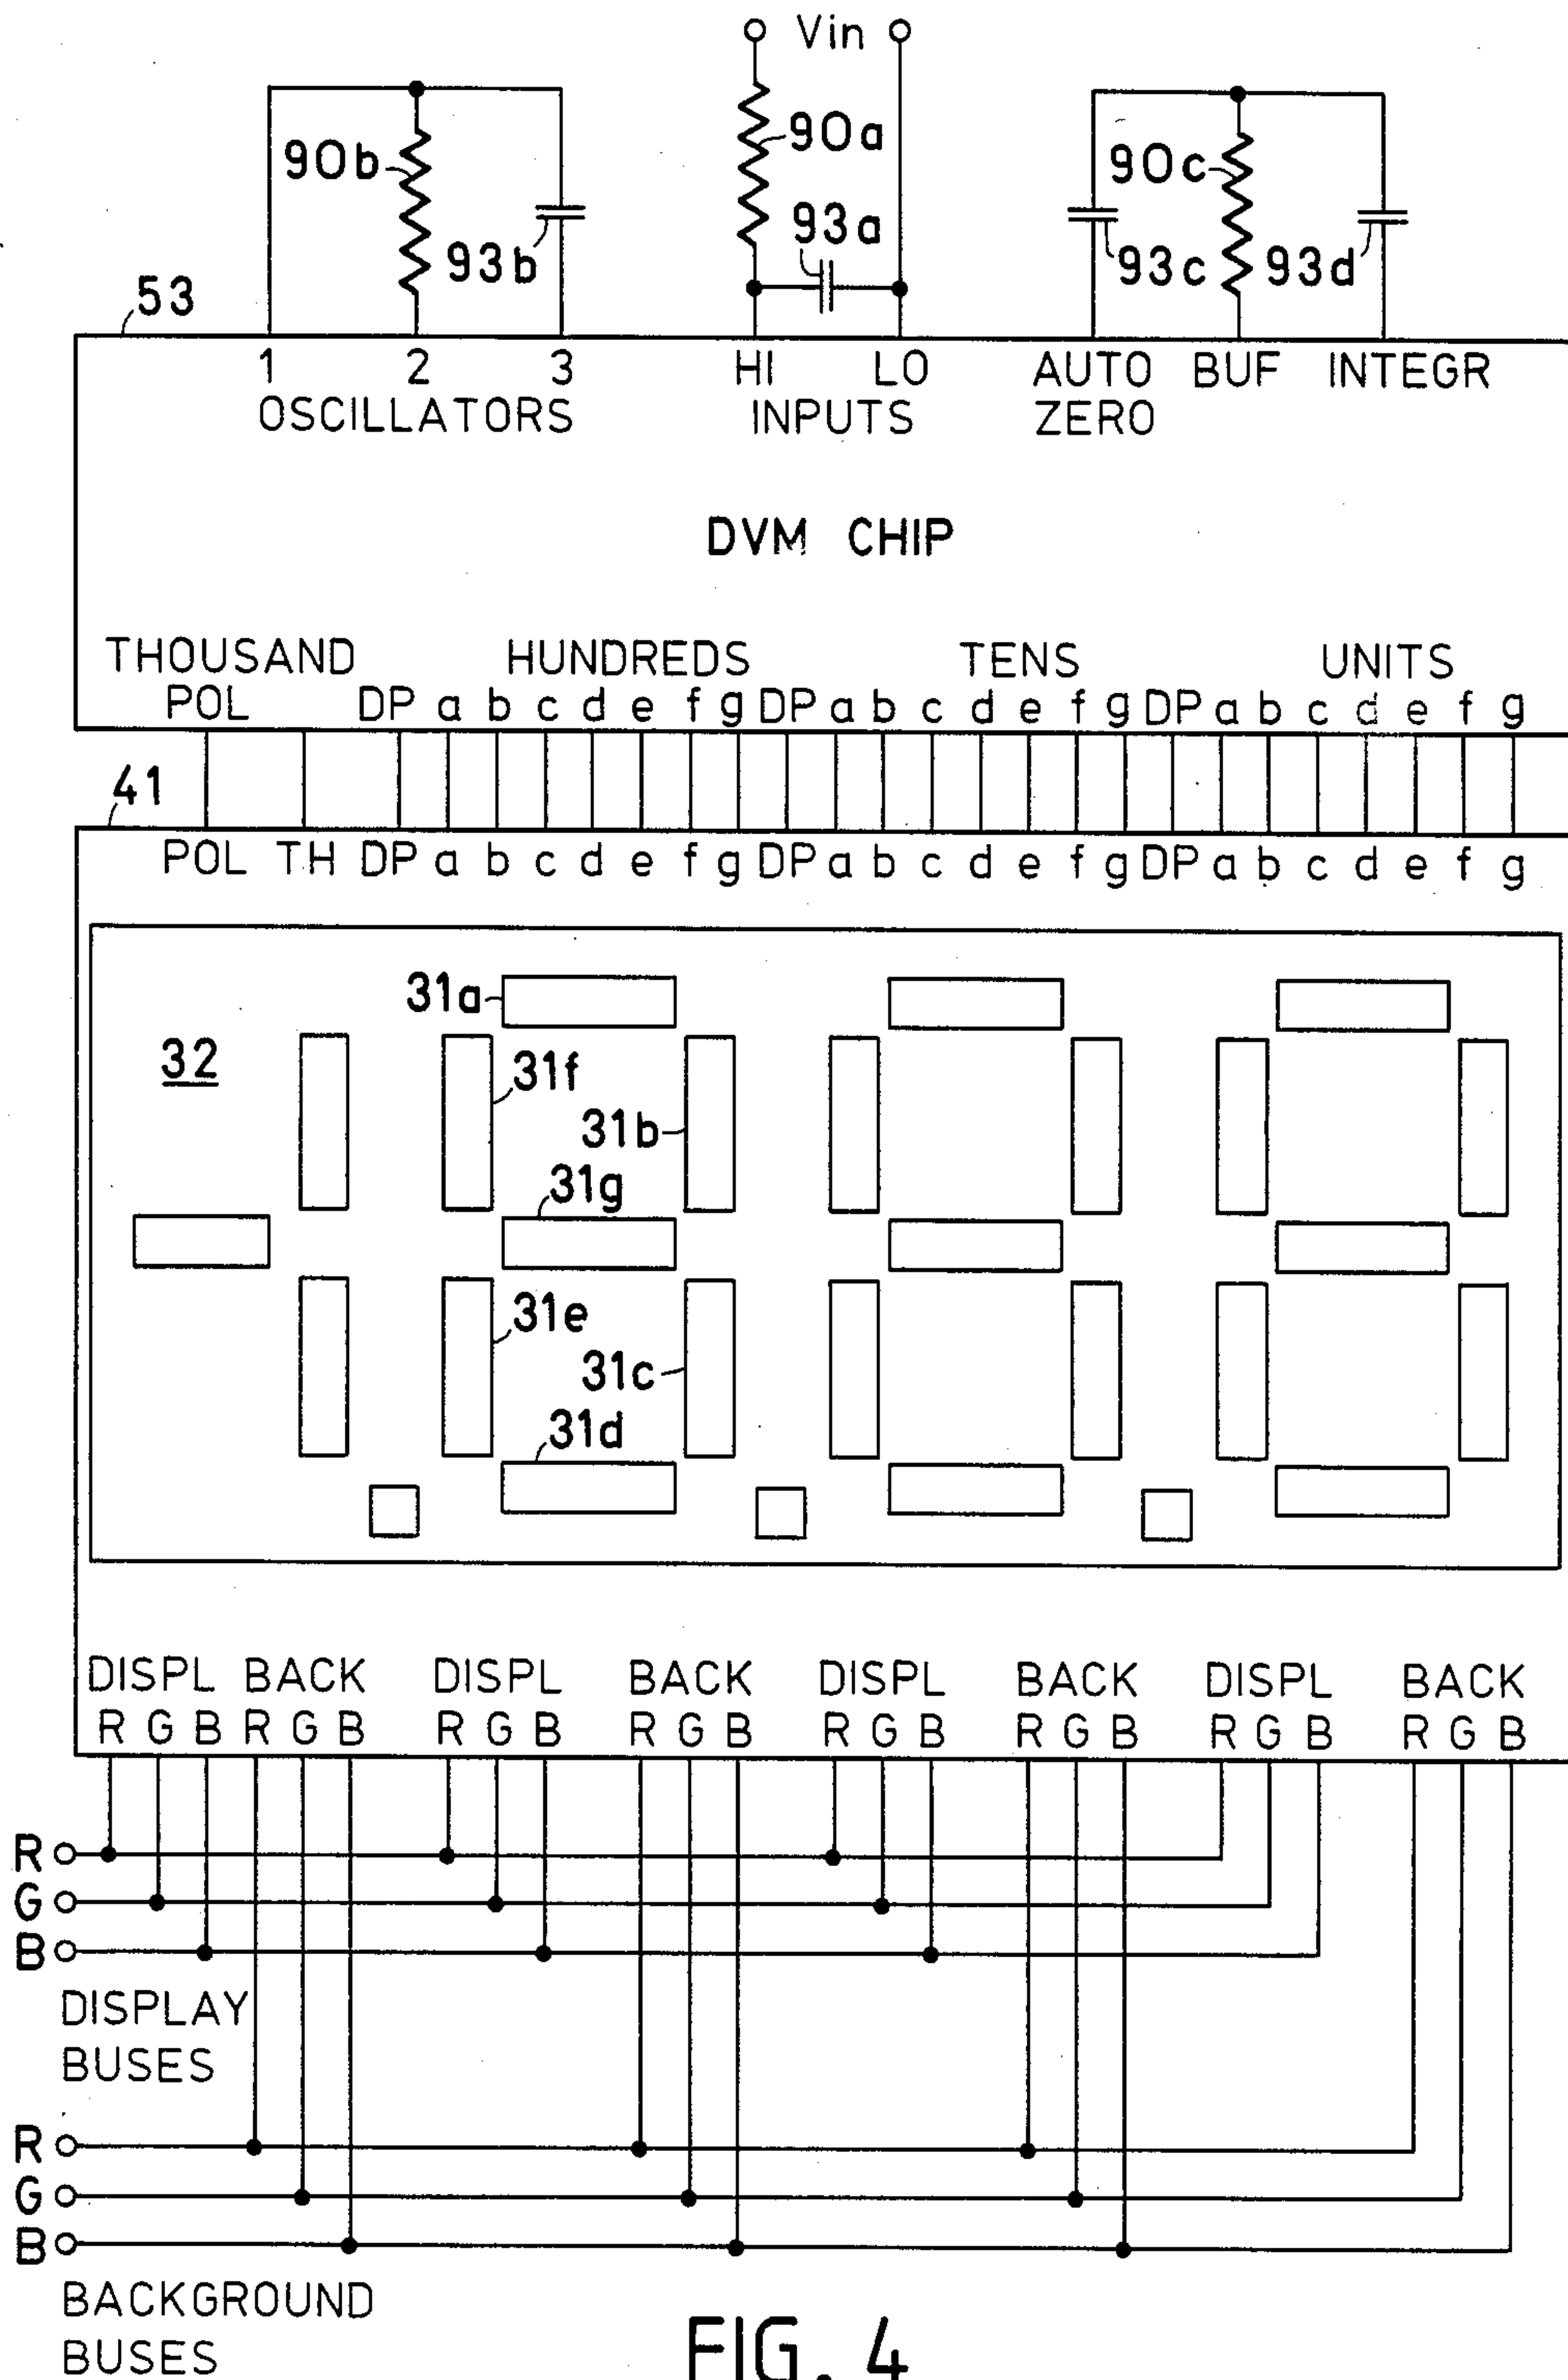 Vin
90b 90a 90c
93b 93a 93c 93d
53
1 2 3 HI LO AUTO BUF INTEGR
OSCILLATORS INPUTS ZERO
DVM CHIP
THOUSAND HUNDREDS TENS UNITS
POL DP a b c d e f g DP a b c d e f g DP a b c d e f g
41
POL TH DP a b c d e f g DP a b c d e f g DP a b c d e f g
31a
32 31f
31b
31g
31e
31c
31d
DISPL BACK DISPL BACK DISPL BACK DISPL BACK
R G B R G B R G B R G B R G B R G B R G B R G B
R
G
B
DISPLAY
BUSES
R
G
B
BACKGROUND
BUSES
FIG. 4